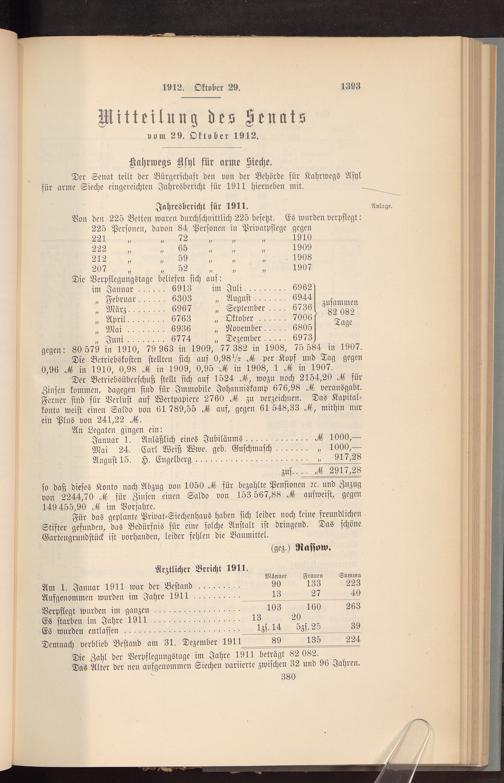 1912. Oktober 29. 1393
Mitteilung des Senats
vom 29. Oktober 1912.
Kahrwegs Asyl für arme Sieche.
Der Senat teilt der Bürgerschaft den von der Behörde für Kahrwegs Asyl
für arme Sieche eingereichten Jahresbericht für 1911 hierneben mit.
Jahresbericht für 1911. Anlage.
Von den 225 Betten waren durchschnittlich 225 besetzt. Es wurden verpflegt:
225 Personen, davon 84 Personen in Privatpflege gegen
221 „ „ 72 „ „ „ 1910
222 „ „ 65 „ „ „ 1909
212 „ „ 59 „ „ „ 1908
207 „ „ 52 „ „ „ 1907
Die Verpflegungstage beliefen sich auf:
im Januar ...... 6913 im Juli ....... 6962
„ Februar ...... 6303 „ August ....... 6944
„ März ....... 6967 „ September .... 6736 zusammen
„ April ....... 6763 „ Oktober ..... 7006 82 082
„ Mai ........ 6936 „ November .... 6805 Tage
„ Juni ....... 6774 „ Dezember .... 6973
gegen: 80 579 in 1910, 79 963 in 1909, 77 382 in 1908, 75 584 in 1907.
Die Betriebskosten stellten sich auf 0,98½ ℳ per Kopf und Tag gegen
0,96 ℳ in 1910, 0,98 ℳ in 1909, 0,95 ℳ in 1908, 1 ℳ in 1907.
Der Betriebsüberschuß stellt sich auf 1524 ℳ, wozu noch 2154,20 ℳ für
Zinsen kommen, dagegen sind für Immobile Johanniskamp 676,98 ℳ verausgabt.
Ferner sind für Verlust auf Wertpapiere 2760 ℳ zu verzeichnen. Das Kapital-
konto weist einen Saldo von 61 789,55 ℳ auf, gegen 61 548,33 ℳ, mithin nur
ein Plus von 241,22 ℳ.
An Legaten gingen ein:
Januar 1. Anläßlich eines Jubiläums ............ ℳ 1000,—
Mai 24. Carl Weiß Wwe. geb. Guschmasch ....... „ 1000,—
August 15. H. Engelberg ..................... „ 917,28
zus. .. ℳ 2917,28
so daß dieses Konto nach Abzug von 1050 ℳ für bezahlte Pensionen ꝛc. und Zuzug
von 2244,70 ℳ für Zinsen einen Saldo von 153 567,88 ℳ aufweist, gegen
149 455,90 ℳ im Vorjahre.
Für das geplante Privat-Siechenhaus haben sich leider noch keine freundlichen
Stifter gefunden, das Bedürfnis für eine solche Anstalt ist dringend. Das schöne
Gartengrundstück ist vorhanden, leider fehlen die Baumittel.
(gez.) Rassow.
Ärztlicher Bericht 1911.
Männer Frauen Summa
Am 1. Januar 1911 war der Bestand ......... 90 133 223
Aufgenommen wurden im Jahre 1911 .......... 13 27 40
Verpflegt wurden im ganzen ................ 103 160 263
Es starben im Jahre 1911 ............ 13 20
Es wurden entlassen ................. 1zs. 14 5zs. 25 39
Demnach verblieb Bestand am 31. Dezember 1911 89 135 224
Die Zahl der Verpflegungstage im Jahre 1911 beträgt 82 082.
Das Alter der neu aufgenommen Siechen variierte zwischen 32 und 96 Jahren.
380